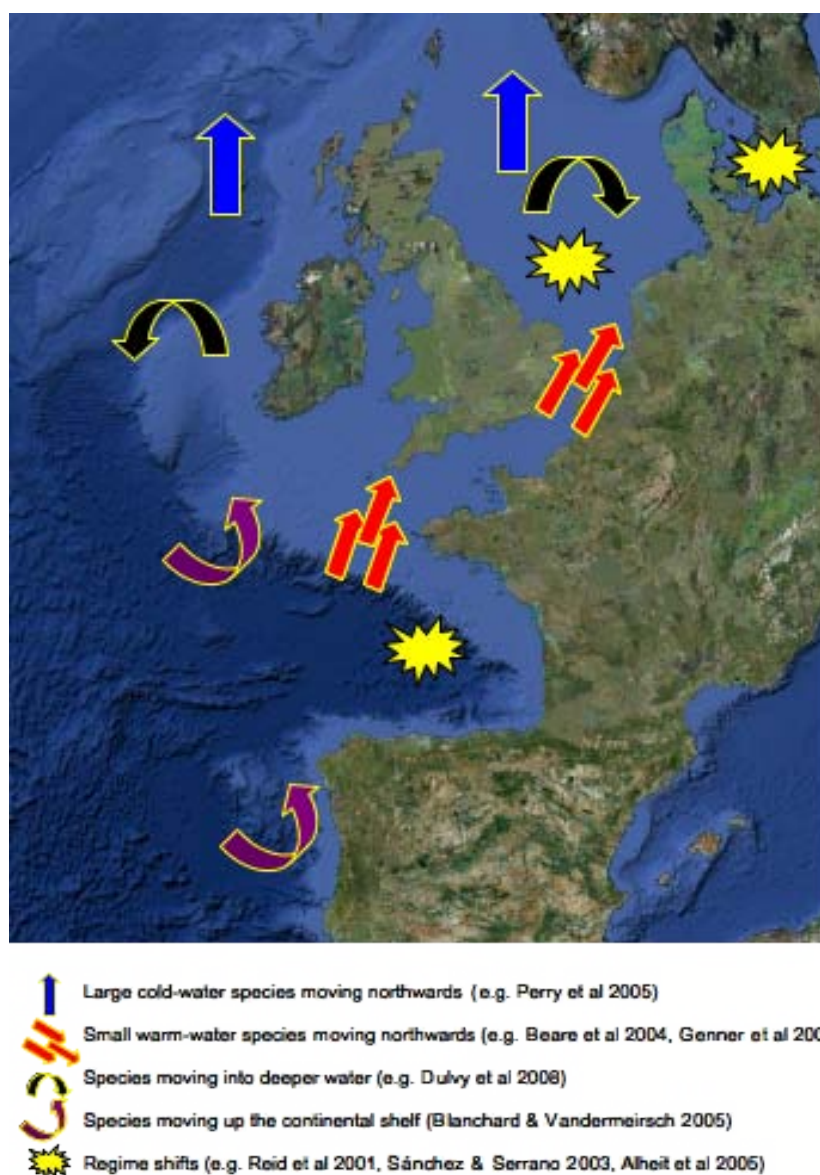 Large cold-water species moving northwards (e.g. Perry et al 2005)
Small warm-water species moving northwards (e.g. Beare et al 2004, Genner et al
Species moving into deeper water (e.g. Dulvy et al 2008)
Species moving up the continental shelf (Blanchard & Vandermeirsch 2005)
Regime shifts (e.g. Reid et al 2001, Sánchez & Serrano 2003, Alheit et al 2005)